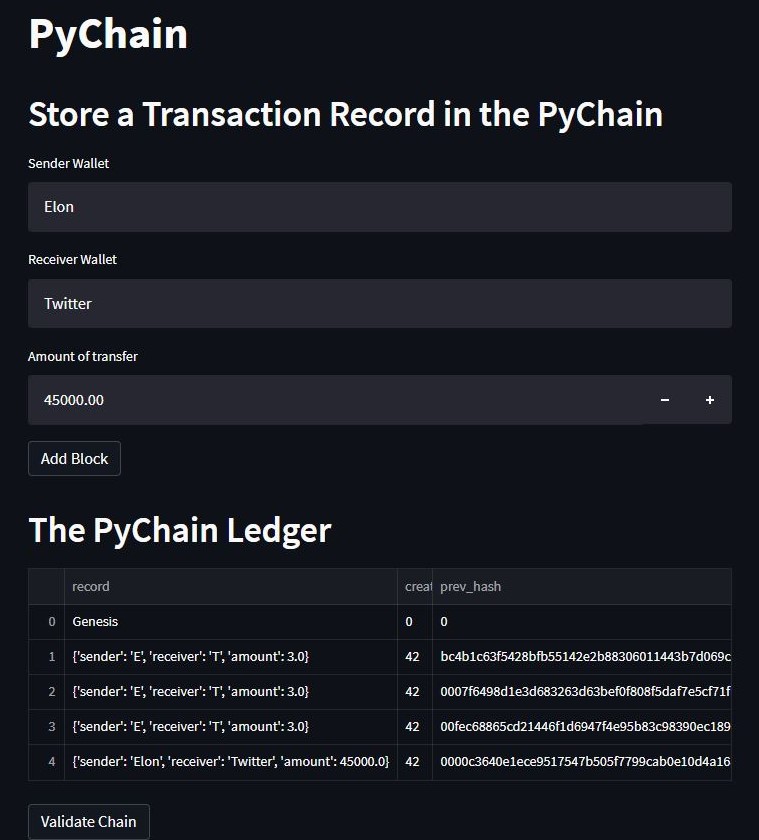 PyChain
Store a Transaction Record in the PyChain
Sender Wallet
Elon
Receiver Wallet
Twitter
Amount of transfer
45000.00 − +
Add Block
The PyChain Ledger
record creat prev_hash
0 Genesis 0 0
1 {'sender': 'E', 'receiver': 'T', 'amount': 3.0} 42 bc4b1c63f5428bfb55142e2b88306011443b7d069c
2 {'sender': 'E', 'receiver': 'T', 'amount': 3.0} 42 0007f6498d1e3d683263d63bef0f808f5daf7e5cf71f
3 {'sender': 'E', 'receiver': 'T', 'amount': 3.0} 42 00fec68865cd21446f1d6947f4e95b83c98390ec189
4 {'sender': 'Elon', 'receiver': 'Twitter', 'amount': 45000.0} 42 0000c3640e1ece9517547b505f7799cab0e10d4a16
Validate Chain